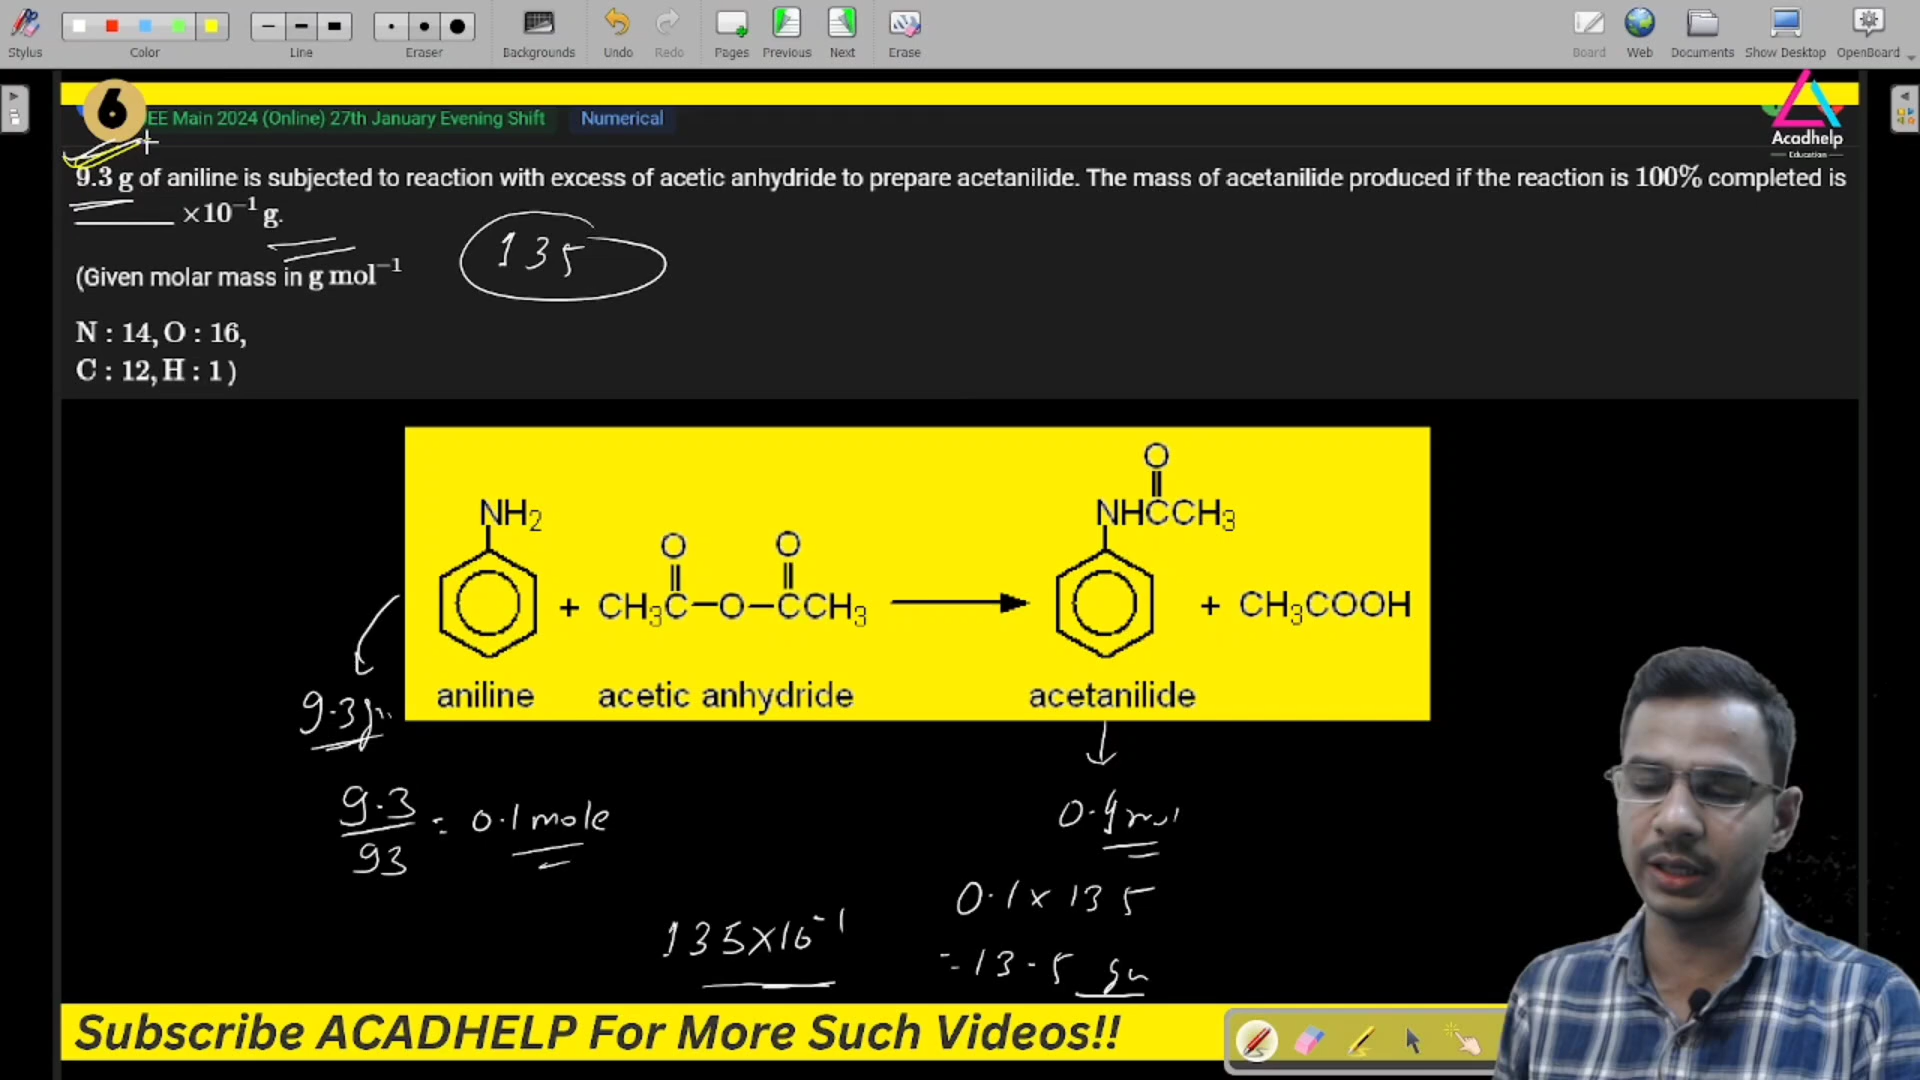 Stylus
Color
Line
Eraser
Backgrounds
Undo
Redo
Pages
Previous
Next
Erase
Board
Web
Documents
Show Desktop
OpenBoard
6
EE Main 2024 (Online) 27th January Evening Shift
Numerical
Acadhelp
Education
9.3 g of aniline is subjected to reaction with excess of acetic anhydride to prepare acetanilide. The mass of acetanilide produced if the reaction is 100% completed is
______ ×10⁻¹ g.
135
(Given molar mass in g mol⁻¹
N : 14, O : 16,
C : 12, H : 1 )
NH₂
O
O
O
NHCCH₃
+ CH₃C–O–CCH₃
+ CH₃COOH
aniline
acetic anhydride
acetanilide
9.3
9.3
93
= 0.1 mole
0.1 × 135
= 13.5 gm
135×10⁻¹
Subscribe ACADHELP For More Such Videos!!